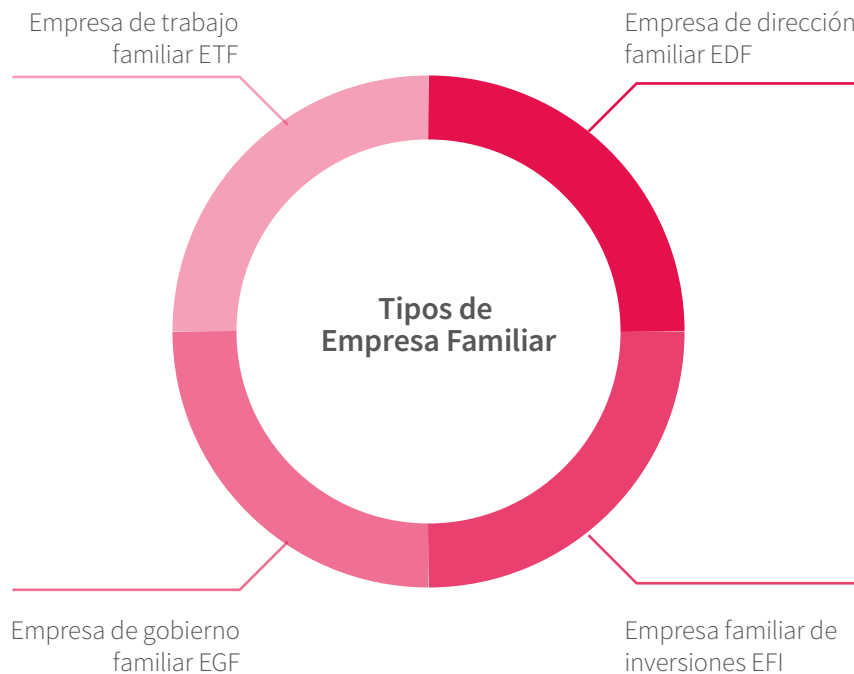 Empresa de trabajo
familiar ETF
Empresa de dirección
familiar EDF
Tipos de
Empresa Familiar
Empresa de gobierno
familiar EGF
Empresa familiar de
inversiones EFI